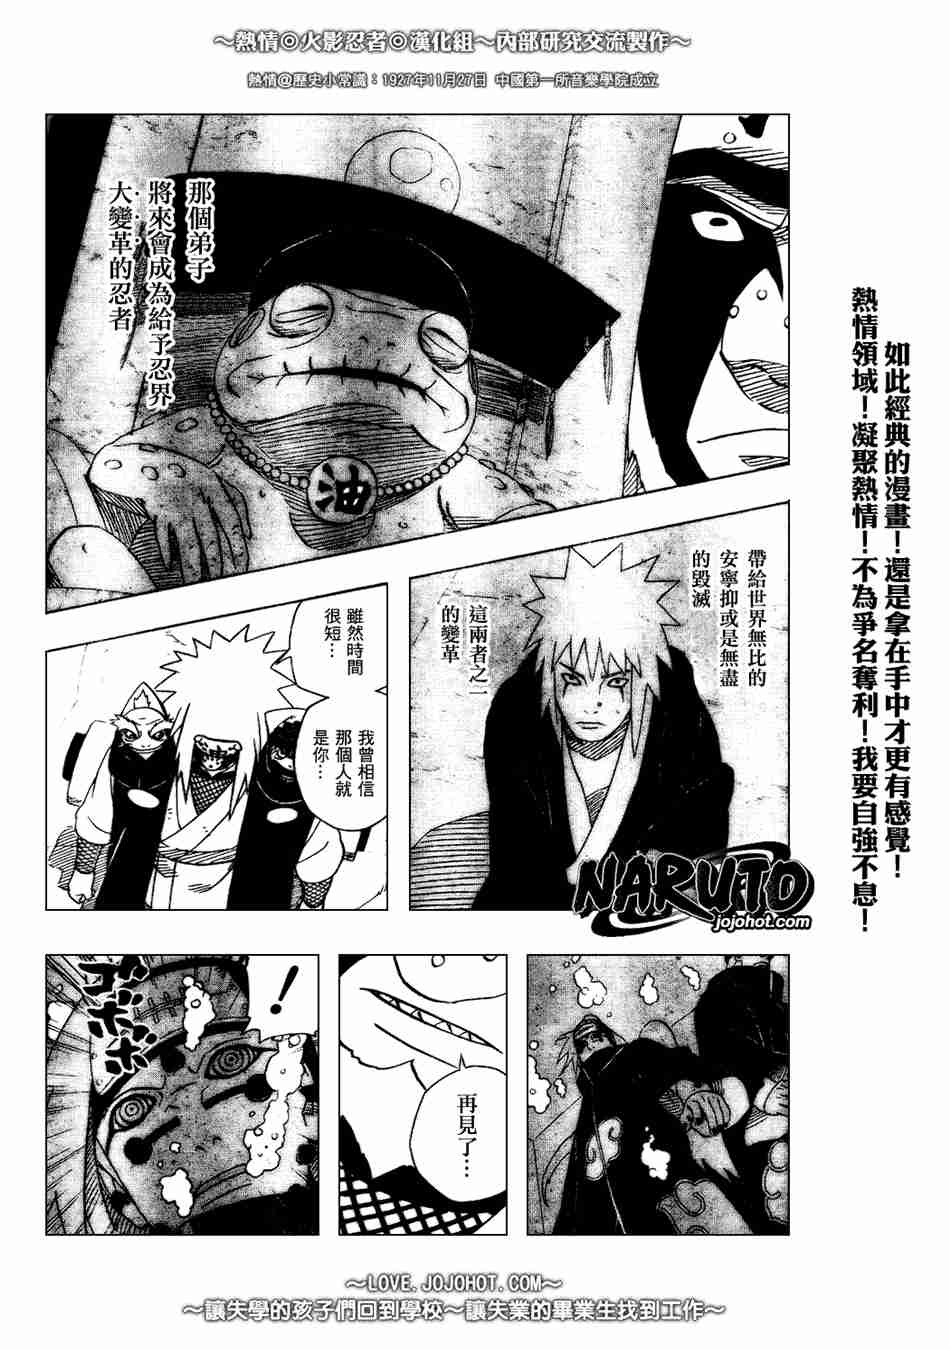 ～熱情◎火影忍者◎漢化組～內部研究交流製作～
熱情@歷史小常識：1927年11月27日 中國第一所音樂學院成立
那個弟子
將來會成為給予忍界
大變革的忍者
油
如此經典的漫畫！還是拿在手中才更有感覺！
熱情領域！凝聚熱情！不為爭名奪利！我要自強不息！
帶給世界無比的
安寧抑或是無盡
的毀滅
這兩者之一
的變革
雖然時間
很短…
我曾相信
那個人就
是你…
NARUTO
jojohot.com
再見了…
！
ゴボボボ
～LOVE.JOJOHOT.COM～
～讓失學的孩子們回到學校～讓失業的畢業生找到工作～